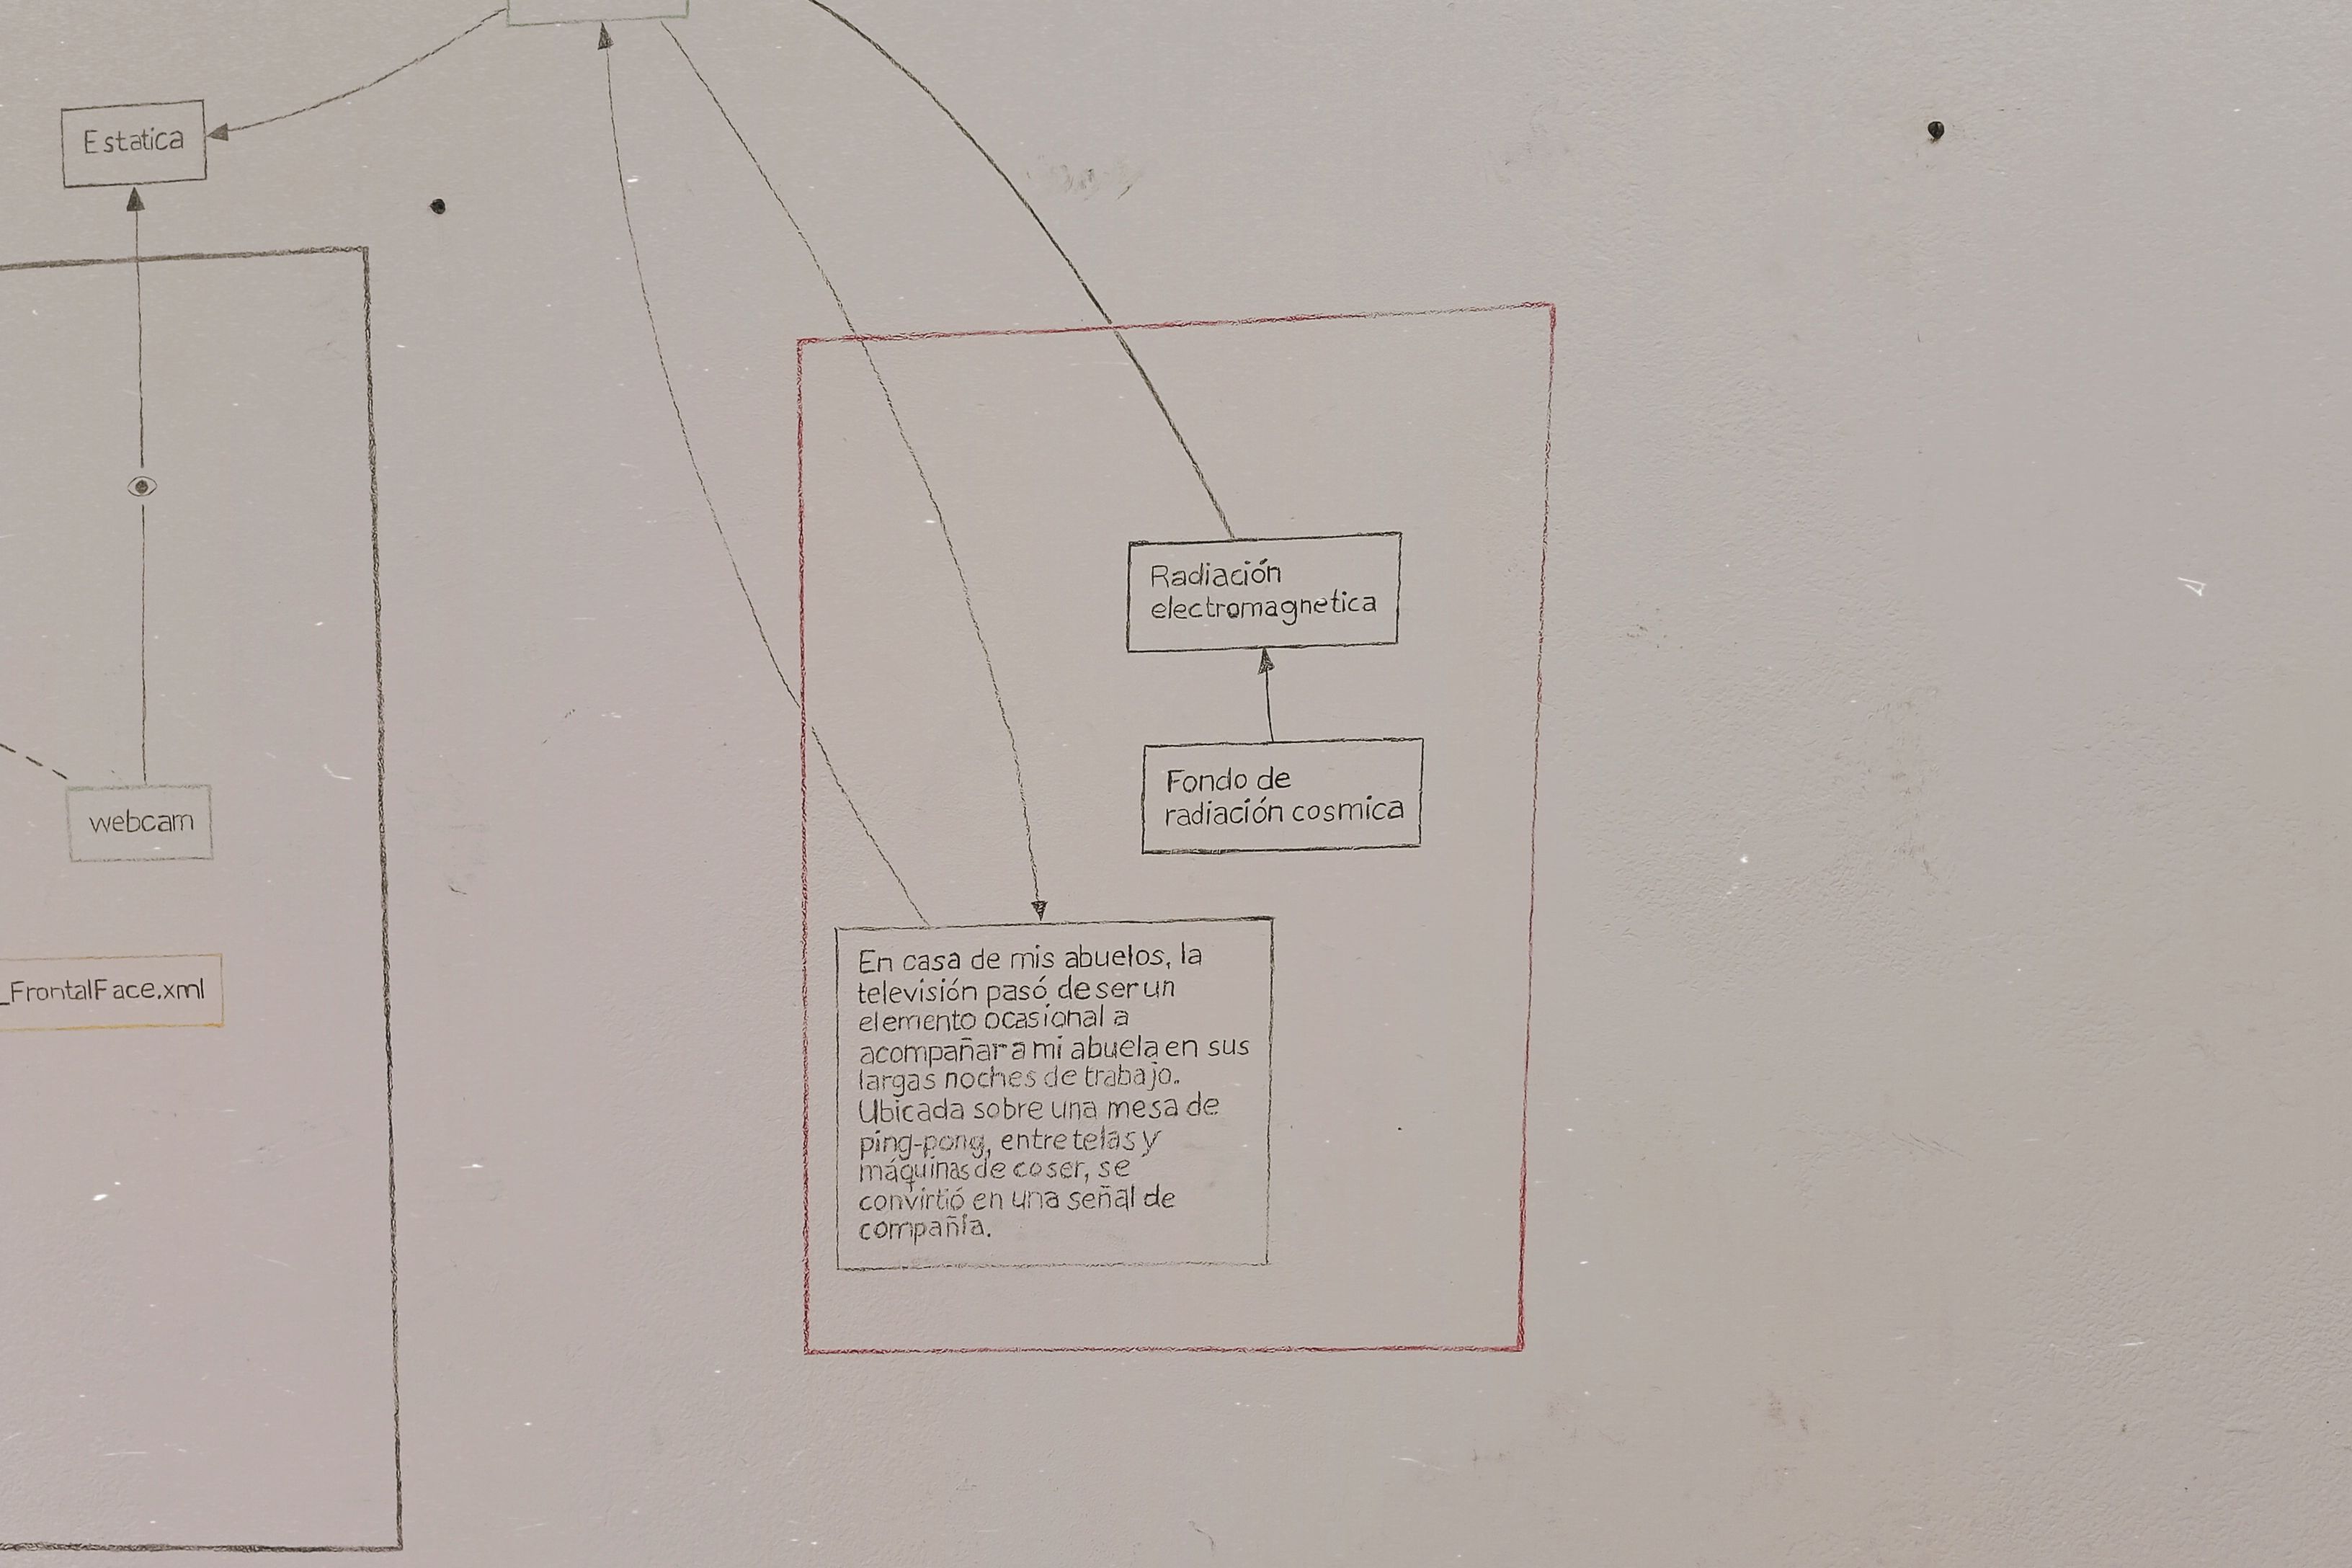 Estatica
webcam
_FrontalFace.xml
Radiación
electromagnetica
Fondo de
radiación cosmica
En casa de mis abuelos, la
televisión pasó de ser un
elemento ocasional a
acompañar a mi abuela en sus
largas noches de trabajo.
Ubicada sobre una mesa de
ping-pong, entre telas y
máquinas de coser, se
convirtió en una señal de
compañía.